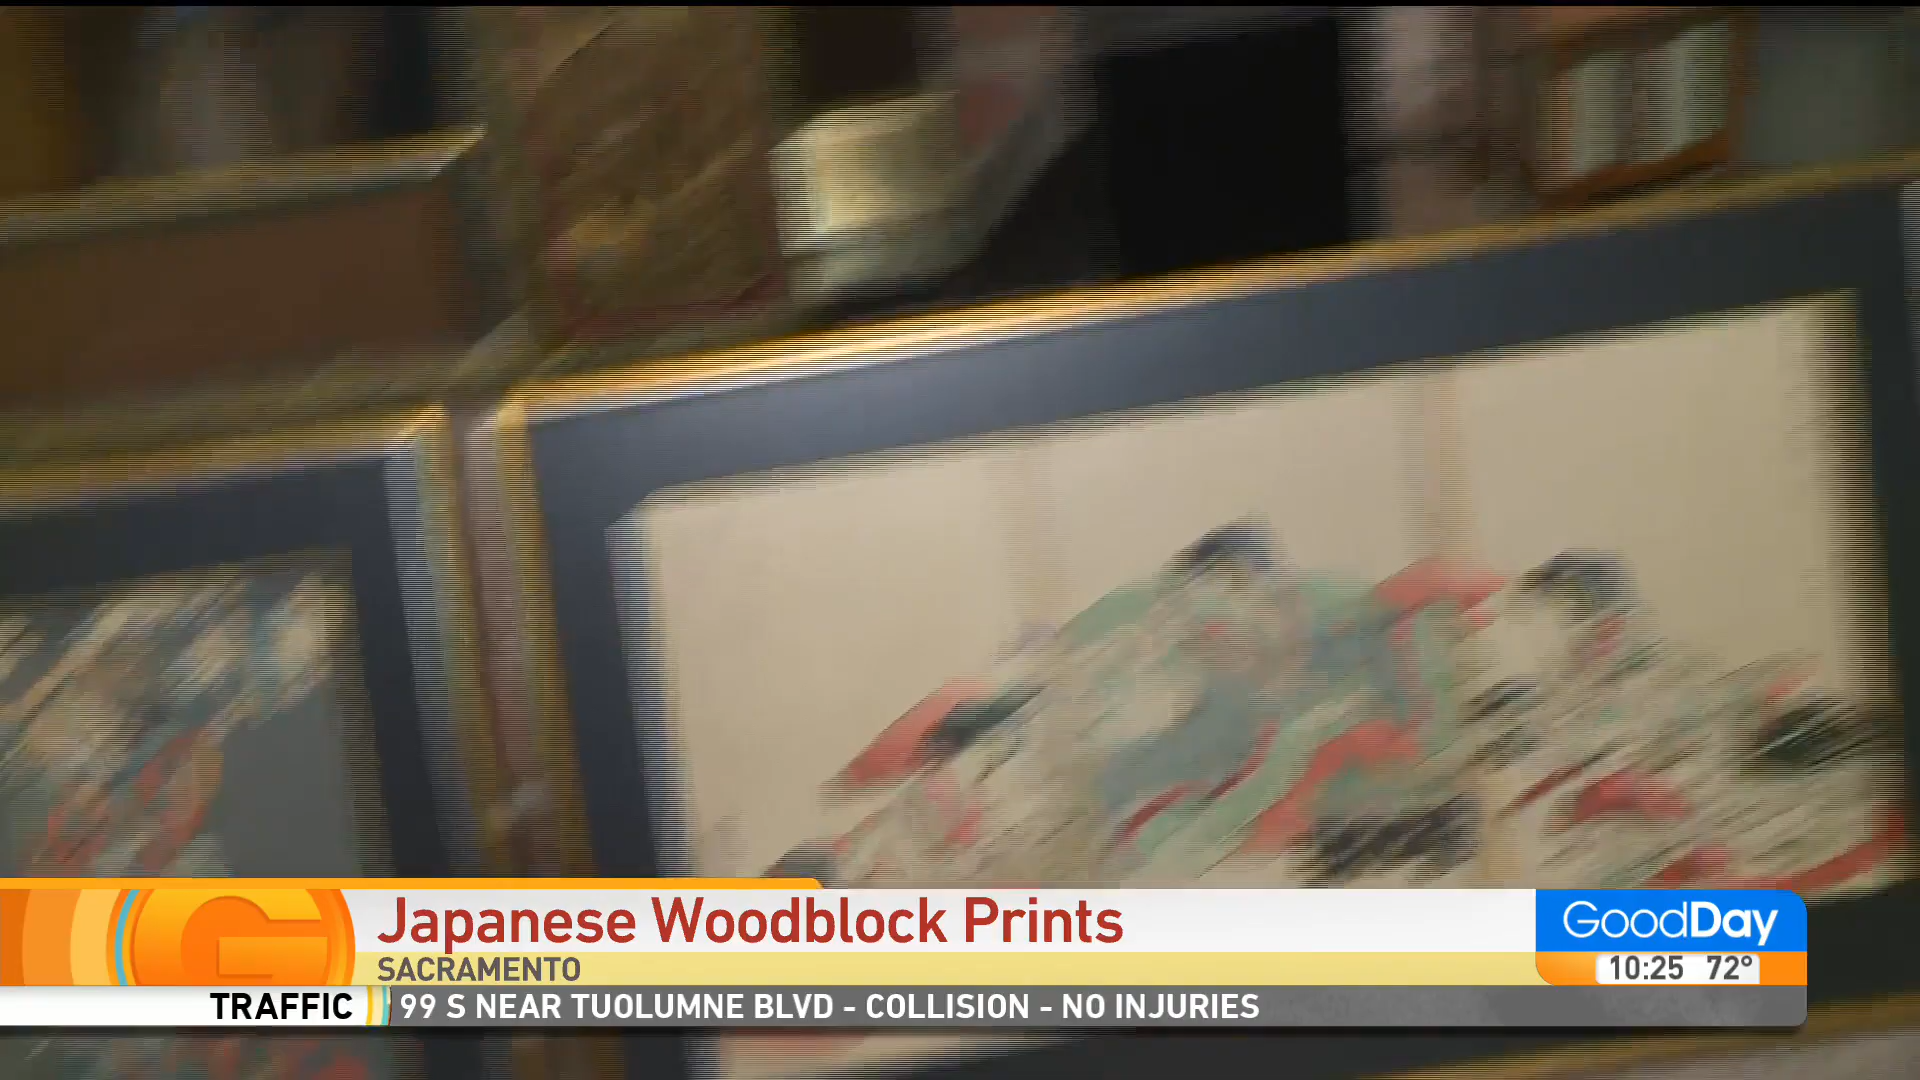 Japanese Woodblock Prints
SACRAMENTO
GoodDay
10:25 72°
TRAFFIC 99 S NEAR TUOLUMNE BLVD - COLLISION - NO INJURIES